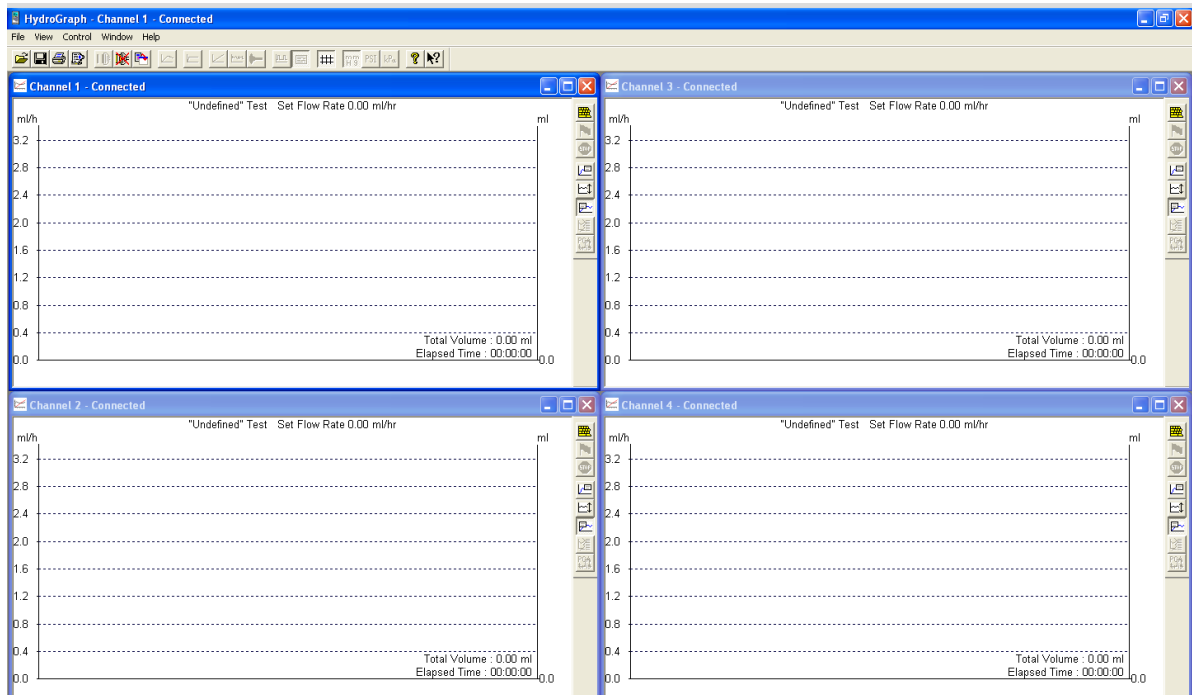 HydroGraph - Channel 1 - Connected
File View Control Window Help
mm Hg PSI kPa
Channel 1 - Connected
"Undefined" Test Set Flow Rate 0.00 ml/hr
ml/h ml
3.2
2.8
2.4
2.0
1.6
1.2
0.8
0.4
Total Volume : 0.00 ml
Elapsed Time : 00:00:00
0.0 0.0
Channel 3 - Connected
"Undefined" Test Set Flow Rate 0.00 ml/hr
ml/h ml
3.2
2.8
2.4
2.0
1.6
1.2
0.8
0.4
Total Volume : 0.00 ml
Elapsed Time : 00:00:00
0.0 0.0
Channel 2 - Connected
"Undefined" Test Set Flow Rate 0.00 ml/hr
ml/h ml
3.2
2.8
2.4
2.0
1.6
1.2
0.8
0.4
Total Volume : 0.00 ml
Elapsed Time : 00:00:00
0.0 0.0
Channel 4 - Connected
"Undefined" Test Set Flow Rate 0.00 ml/hr
ml/h ml
3.2
2.8
2.4
2.0
1.6
1.2
0.8
0.4
Total Volume : 0.00 ml
Elapsed Time : 00:00:00
0.0 0.0